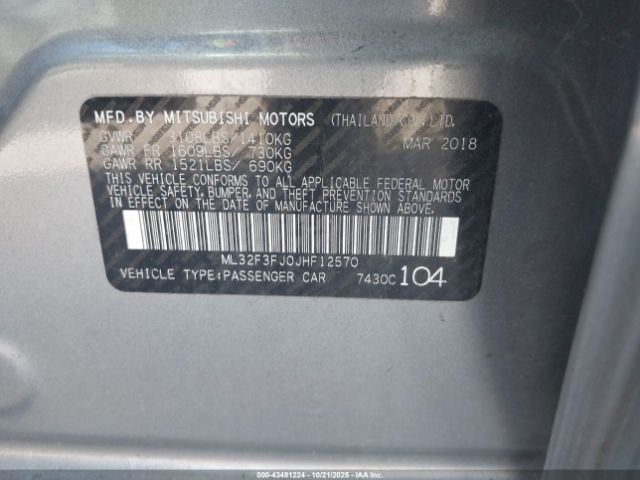 MFD.BY MITSUBISHI MOTORS (THAILAND)CO.,LTD.
GVWR 3108LBS/1410KG MAR 2018
GAWR FR 1609LBS/ 730KG
GAWR RR 1521LBS/ 690KG
THIS VEHICLE CONFORMS TO ALL APPLICABLE FEDERAL MOTOR
VEHICLE SAFETY,BUMPER,AND THEFT PREVENTION STANDARDS
IN EFFECT ON THE DATE OF MANUFACTURE SHOWN ABOVE.
ML32F3FJ0JHF12570
VEHICLE TYPE:PASSENGER CAR 7430C 104
000-43491224 - 10/21/2025 - IAAI.COM